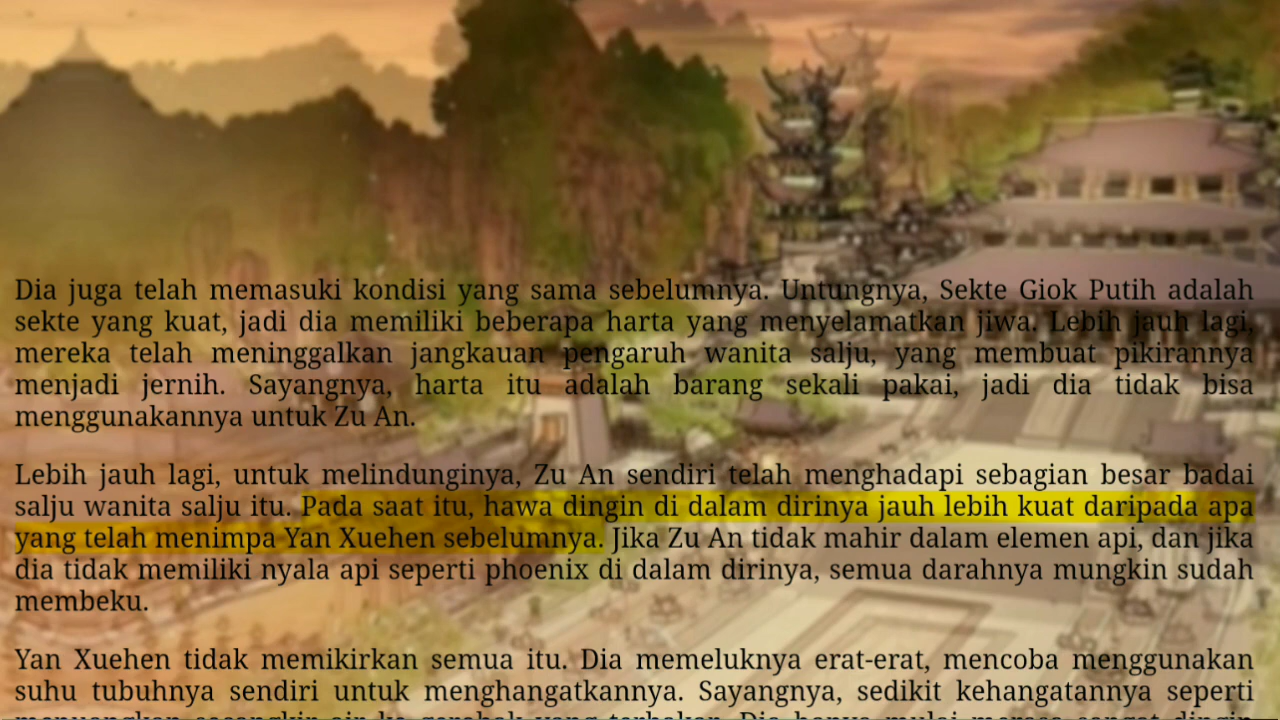 Dia juga telah memasuki kondisi yang sama sebelumnya. Untungnya, Sekte Giok Putih adalah
sekte yang kuat, jadi dia memiliki beberapa harta yang menyelamatkan jiwa. Lebih jauh lagi,
mereka telah meninggalkan jangkauan pengaruh wanita salju, yang membuat pikirannya
menjadi jernih. Sayangnya, harta itu adalah barang sekali pakai, jadi dia tidak bisa
menggunakannya untuk Zu An.
Lebih jauh lagi, untuk melindunginya, Zu An sendiri telah menghadapi sebagian besar badai
salju wanita salju itu. Pada saat itu, hawa dingin di dalam dirinya jauh lebih kuat daripada apa
yang telah menimpa Yan Xuehen sebelumnya. Jika Zu An tidak mahir dalam elemen api, dan jika
dia tidak memiliki nyala api seperti phoenix di dalam dirinya, semua darahnya mungkin sudah
membeku.
Yan Xuehen tidak memikirkan semua itu. Dia memeluknya erat-erat, mencoba menggunakan
suhu tubuhnya sendiri untuk menghangatkannya. Sayangnya, sedikit kehangatannya seperti